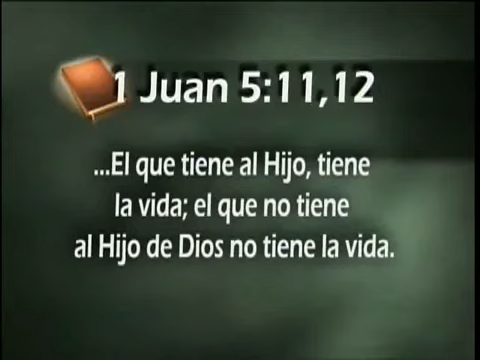 1 Juan 5:11,12
...El que tiene al Hijo, tiene
la vida; el que no tiene
al Hijo de Dios no tiene la vida.